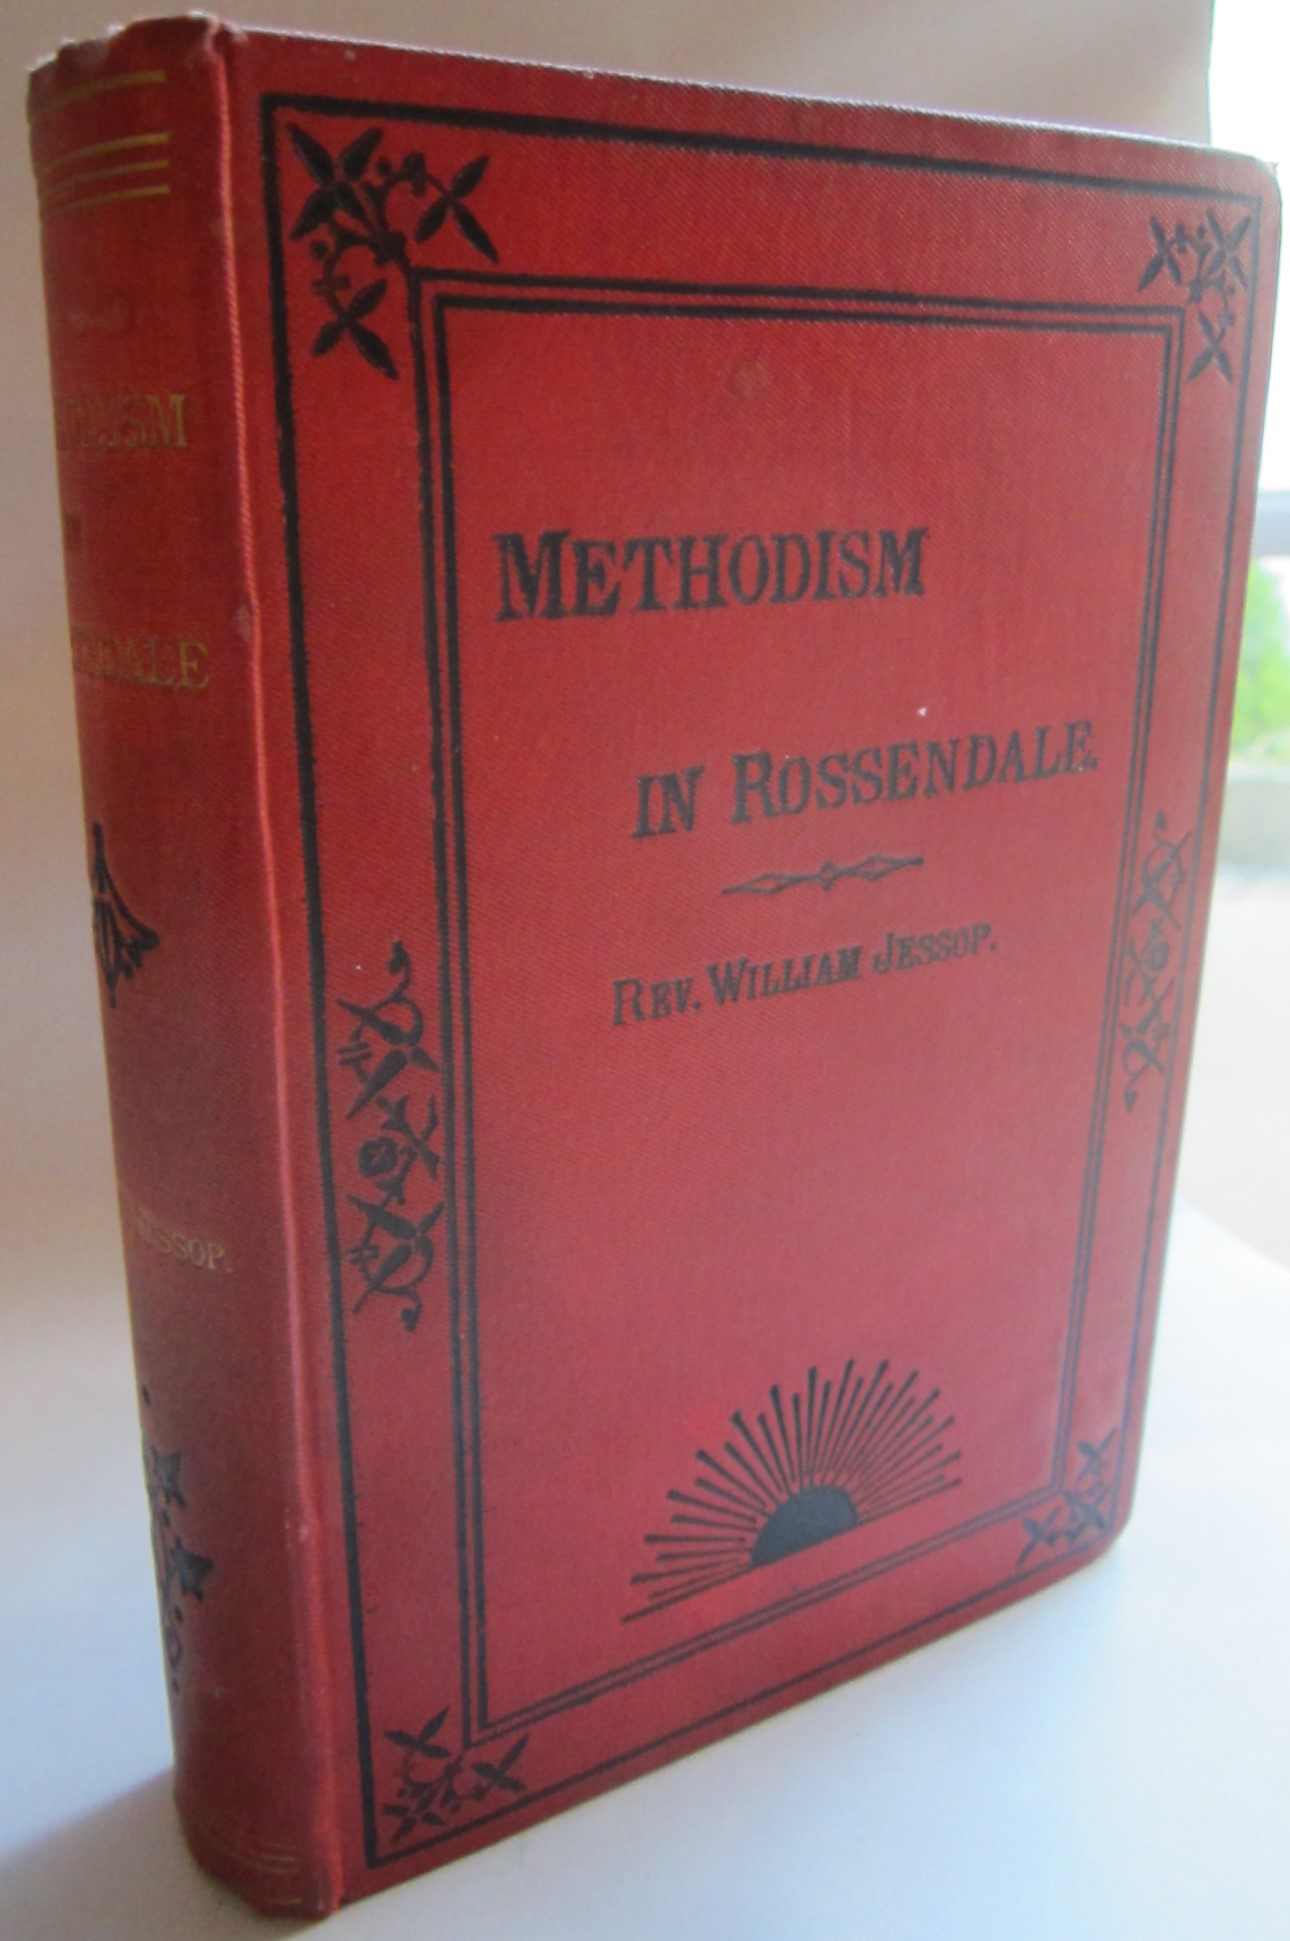 METHODISM
IN ROSSENDALE.
REV. WILLIAM JESSOP.